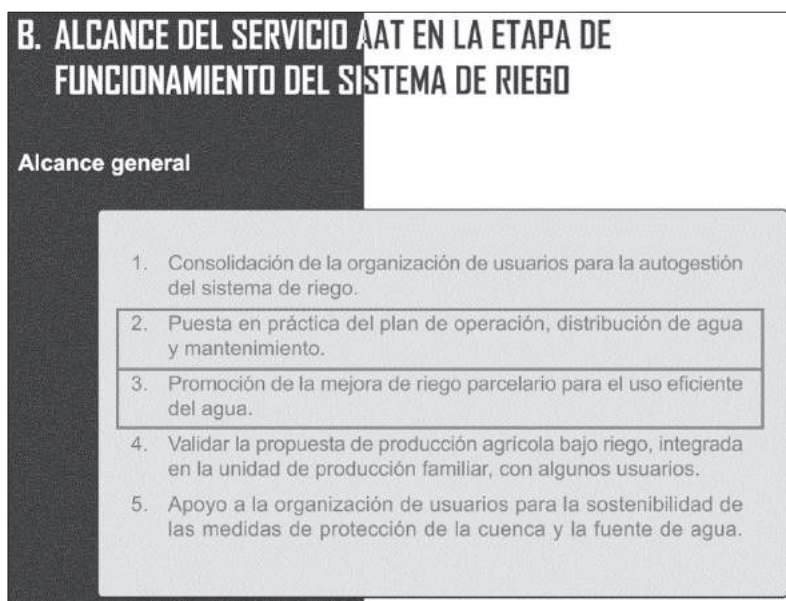 B. ALCANCE DEL SERVICIO AAT EN LA ETAPA DE
FUNCIONAMIENTO DEL SISTEMA DE RIEGO
Alcance general
1. Consolidación de la organización de usuarios para la autogestión
del sistema de riego.
2. Puesta en práctica del plan de operación, distribución de agua
y mantenimiento.
3. Promoción de la mejora de riego parcelario para el uso eficiente
del agua.
4. Validar la propuesta de producción agrícola bajo riego, integrada
en la unidad de producción familiar, con algunos usuarios.
5. Apoyo a la organización de usuarios para la sostenibilidad de
las medidas de protección de la cuenca y la fuente de agua.